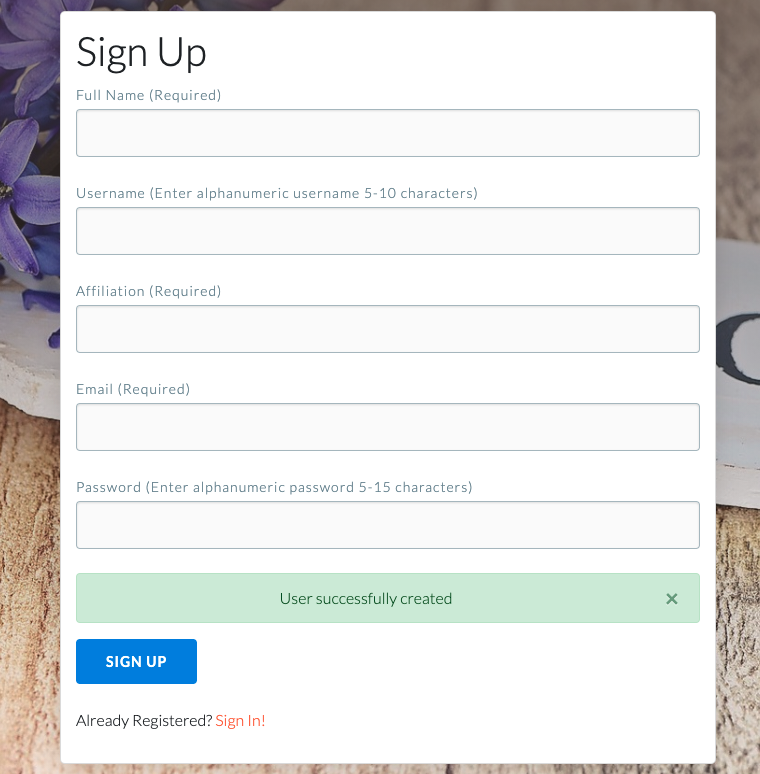 Sign Up
Full Name (Required)
Username (Enter alphanumeric username 5-10 characters)
Affiliation (Required)
Email (Required)
Password (Enter alphanumeric password 5-15 characters)
User successfully created ×
SIGN UP
Already Registered? Sign In!